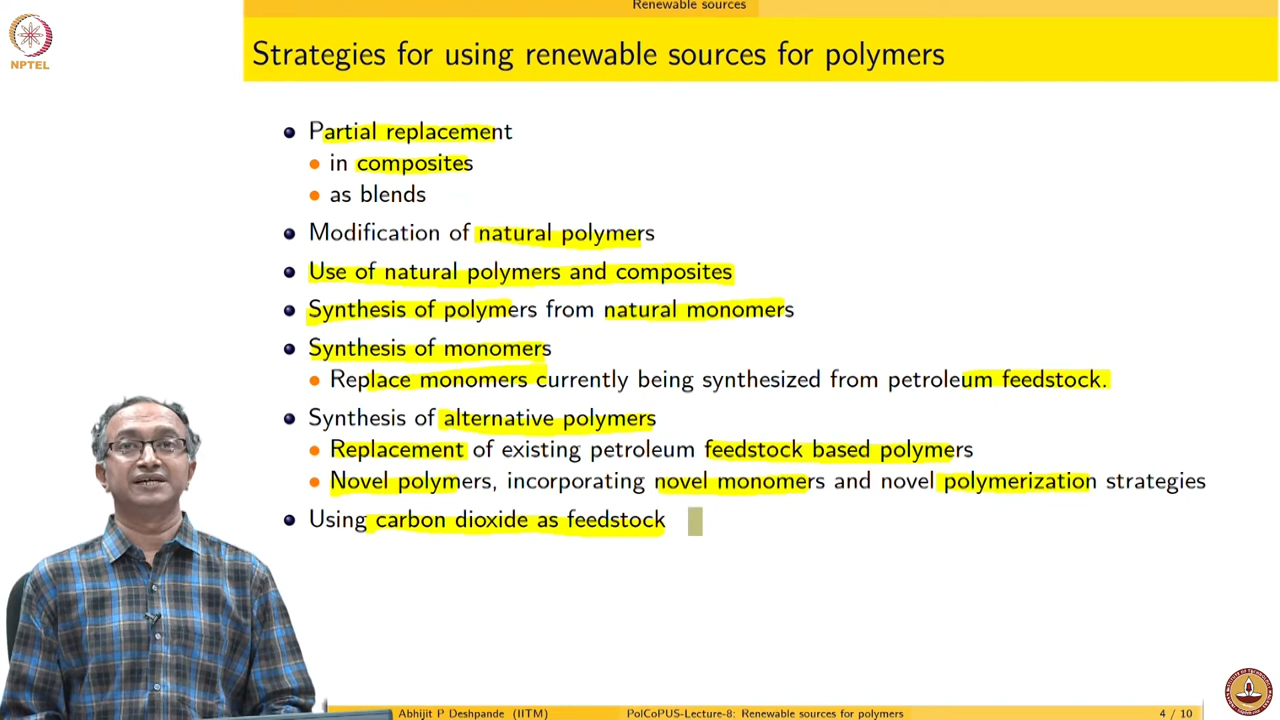 Renewable sources
NPTEL
Strategies for using renewable sources for polymers
Partial replacement
in composites
as blends
Modification of natural polymers
Use of natural polymers and composites
Synthesis of polymers from natural monomers
Synthesis of monomers
Replace monomers currently being synthesized from petroleum feedstock.
Synthesis of alternative polymers
Replacement of existing petroleum feedstock based polymers
Novel polymers, incorporating novel monomers and novel polymerization strategies
Using carbon dioxide as feedstock
Abhijit P Deshpande (IITM) PolCoPUS-Lecture-8: Renewable sources for polymers 4 / 10